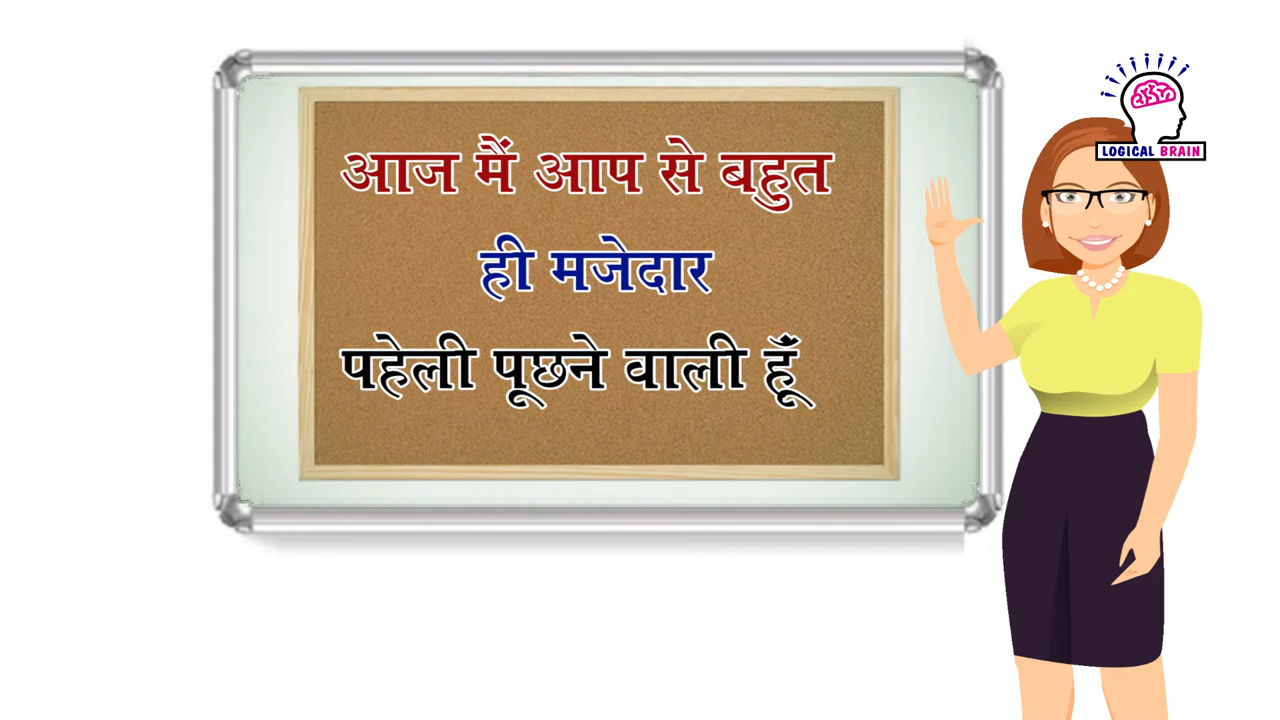 आज में आप से बहुत
ही मजेदार
पहेली पूछने वाली हूँ
LOGICAL BRAIN